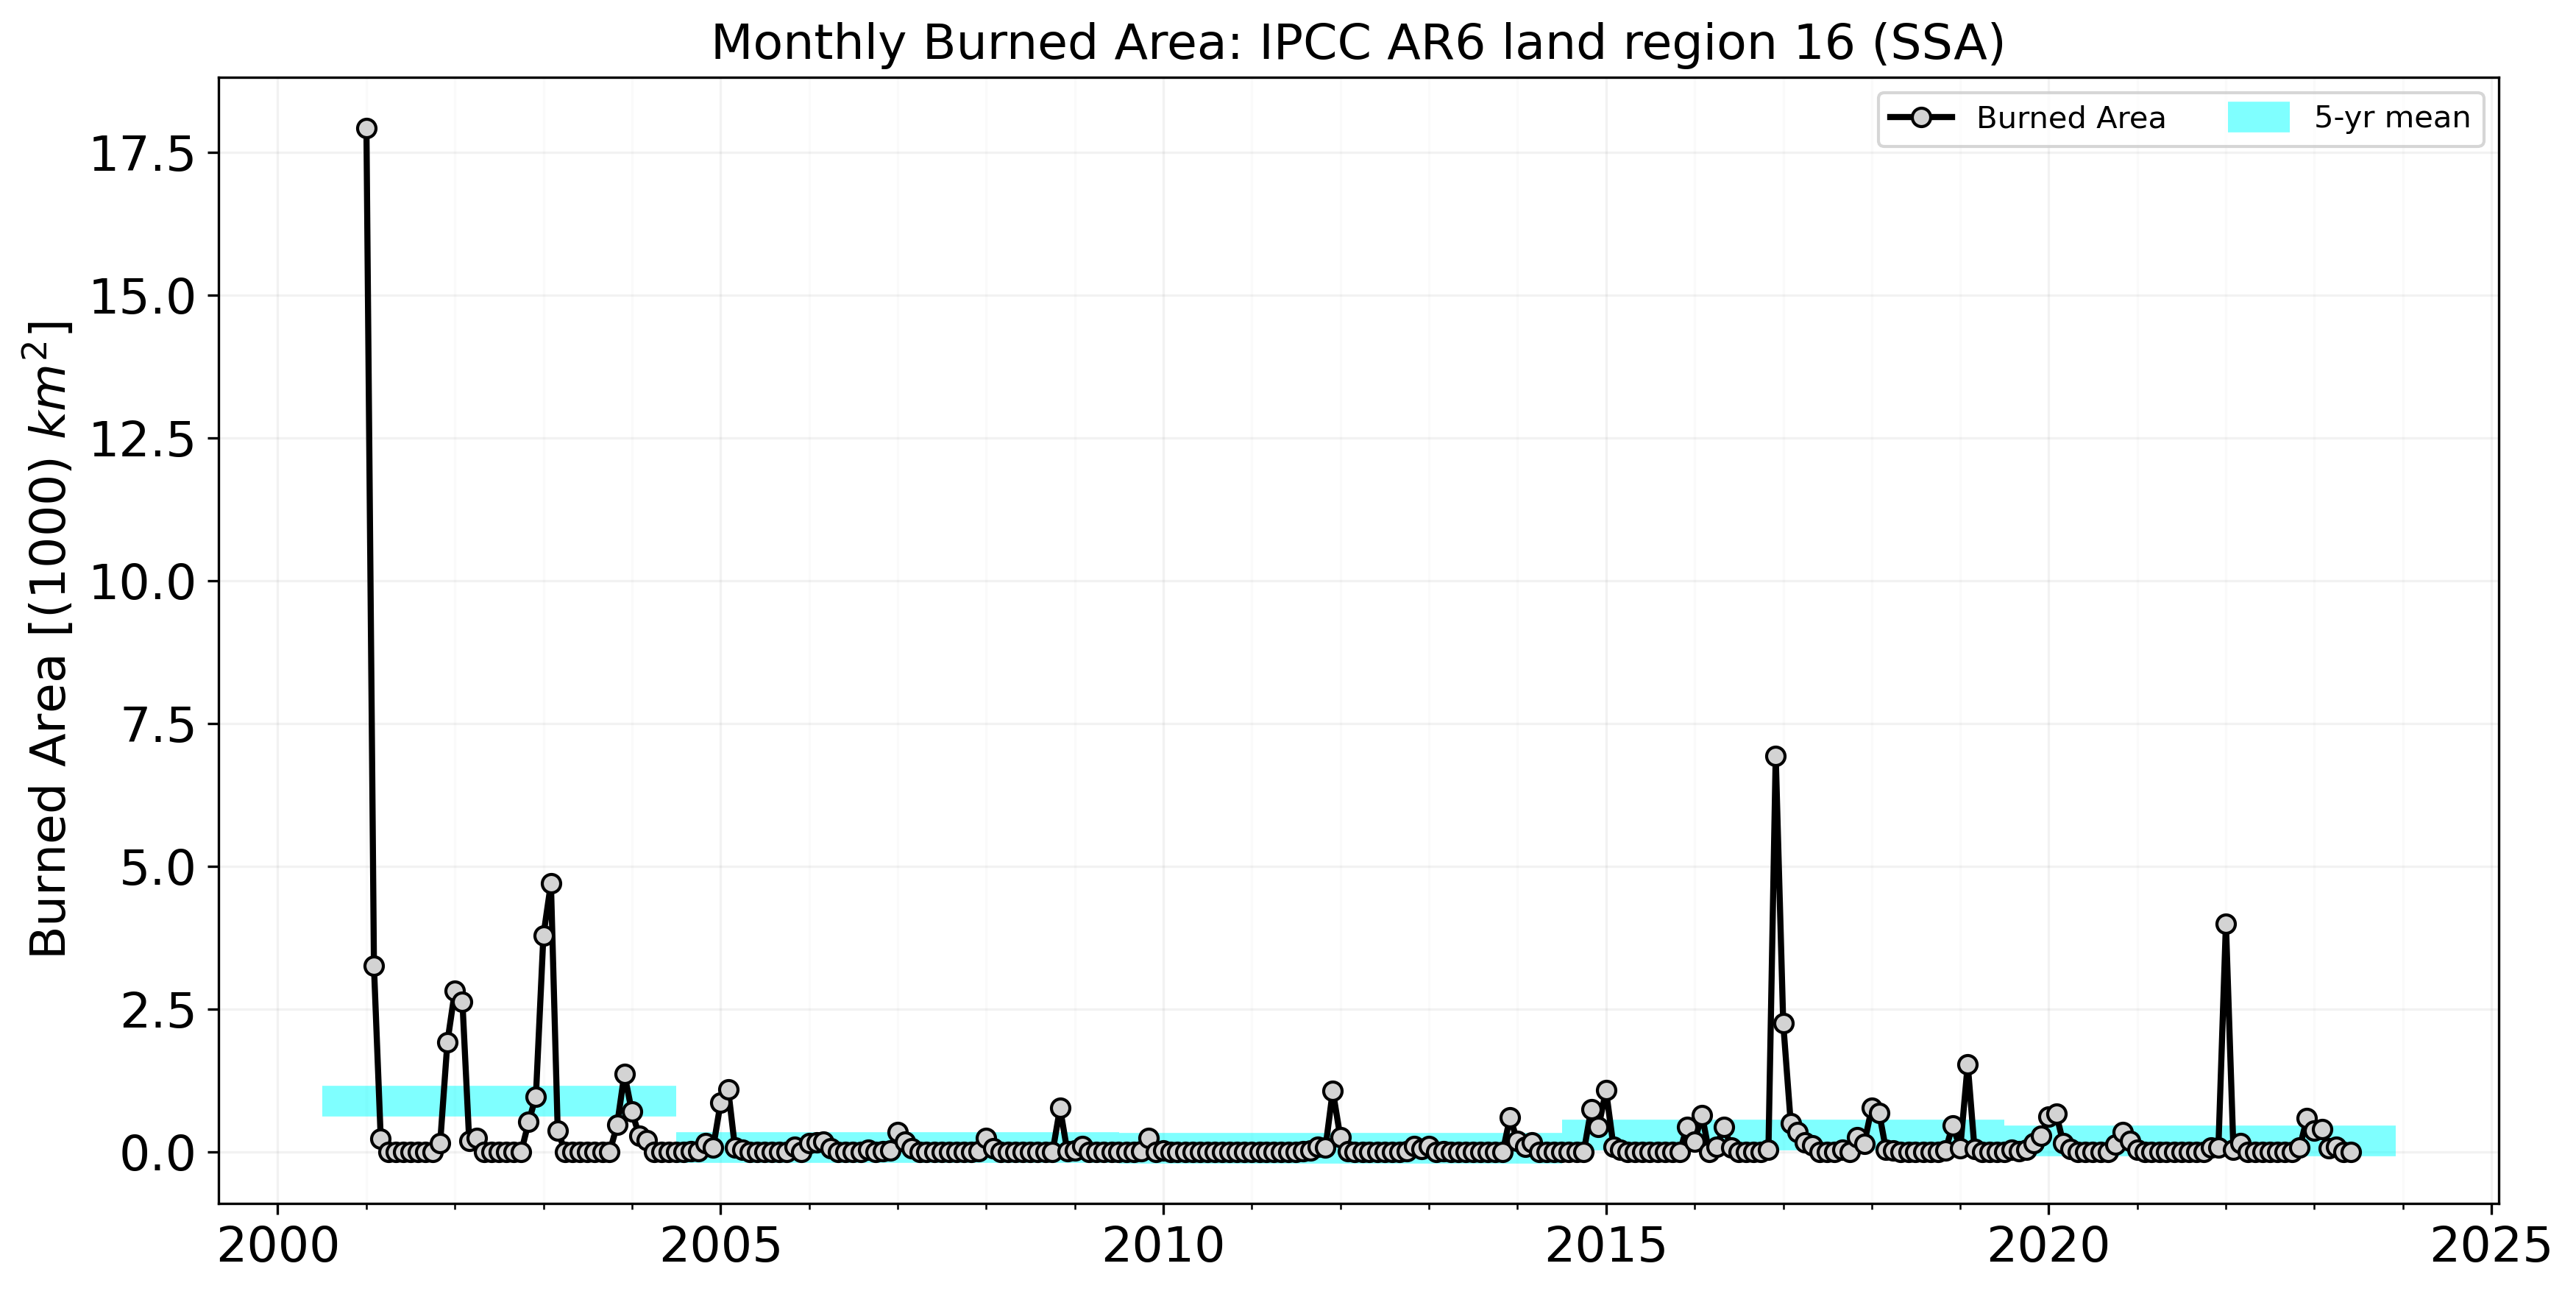 Monthly Burned Area: IPCC AR6 land region 16 (SSA)
Burned Area
5-yr mean
Burned Area [(1000) km²]
17.5
15.0
12.5
10.0
7.5
5.0
2.5
0.0
2000 2005 2010 2015 2020 2025